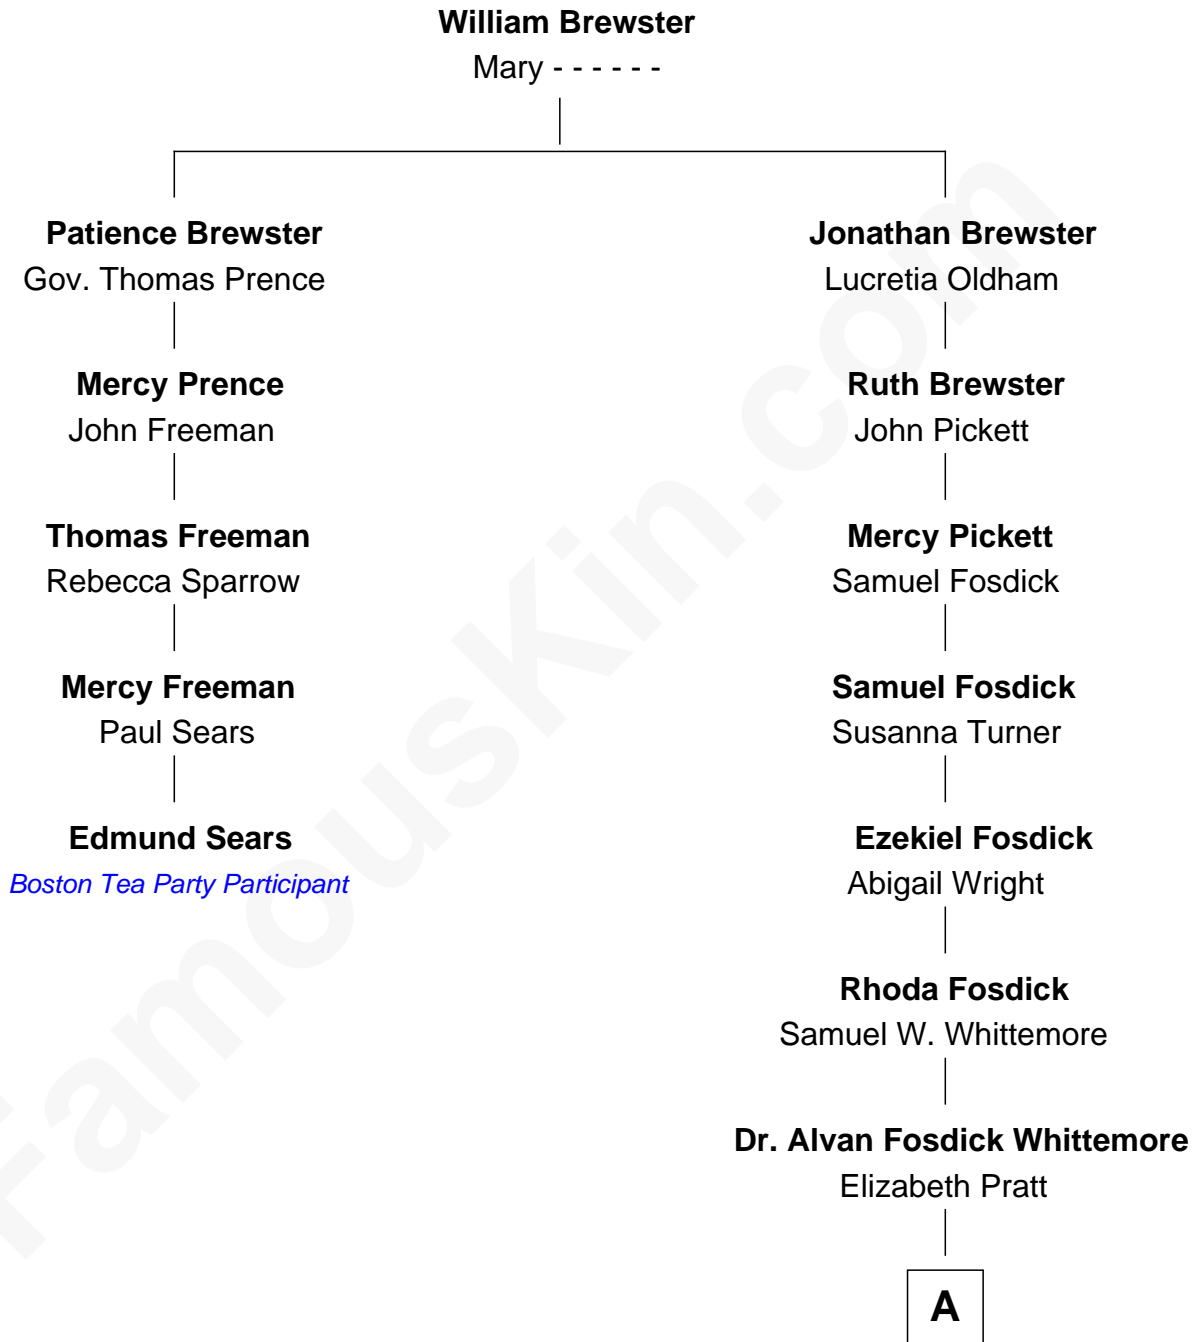 William Brewster
Mary - - - - - -
Patience Brewster
Gov. Thomas Prence
Jonathan Brewster
Lucretia Oldham
Mercy Prence
John Freeman
Ruth Brewster
John Pickett
Thomas Freeman
Rebecca Sparrow
Mercy Pickett
Samuel Fosdick
Mercy Freeman
Paul Sears
Samuel Fosdick
Susanna Turner
Edmund Sears
Boston Tea Party Participant
Ezekiel Fosdick
Abigail Wright
Rhoda Fosdick
Samuel W. Whittemore
Dr. Alvan Fosdick Whittemore
Elizabeth Pratt
A
FamousKin.com